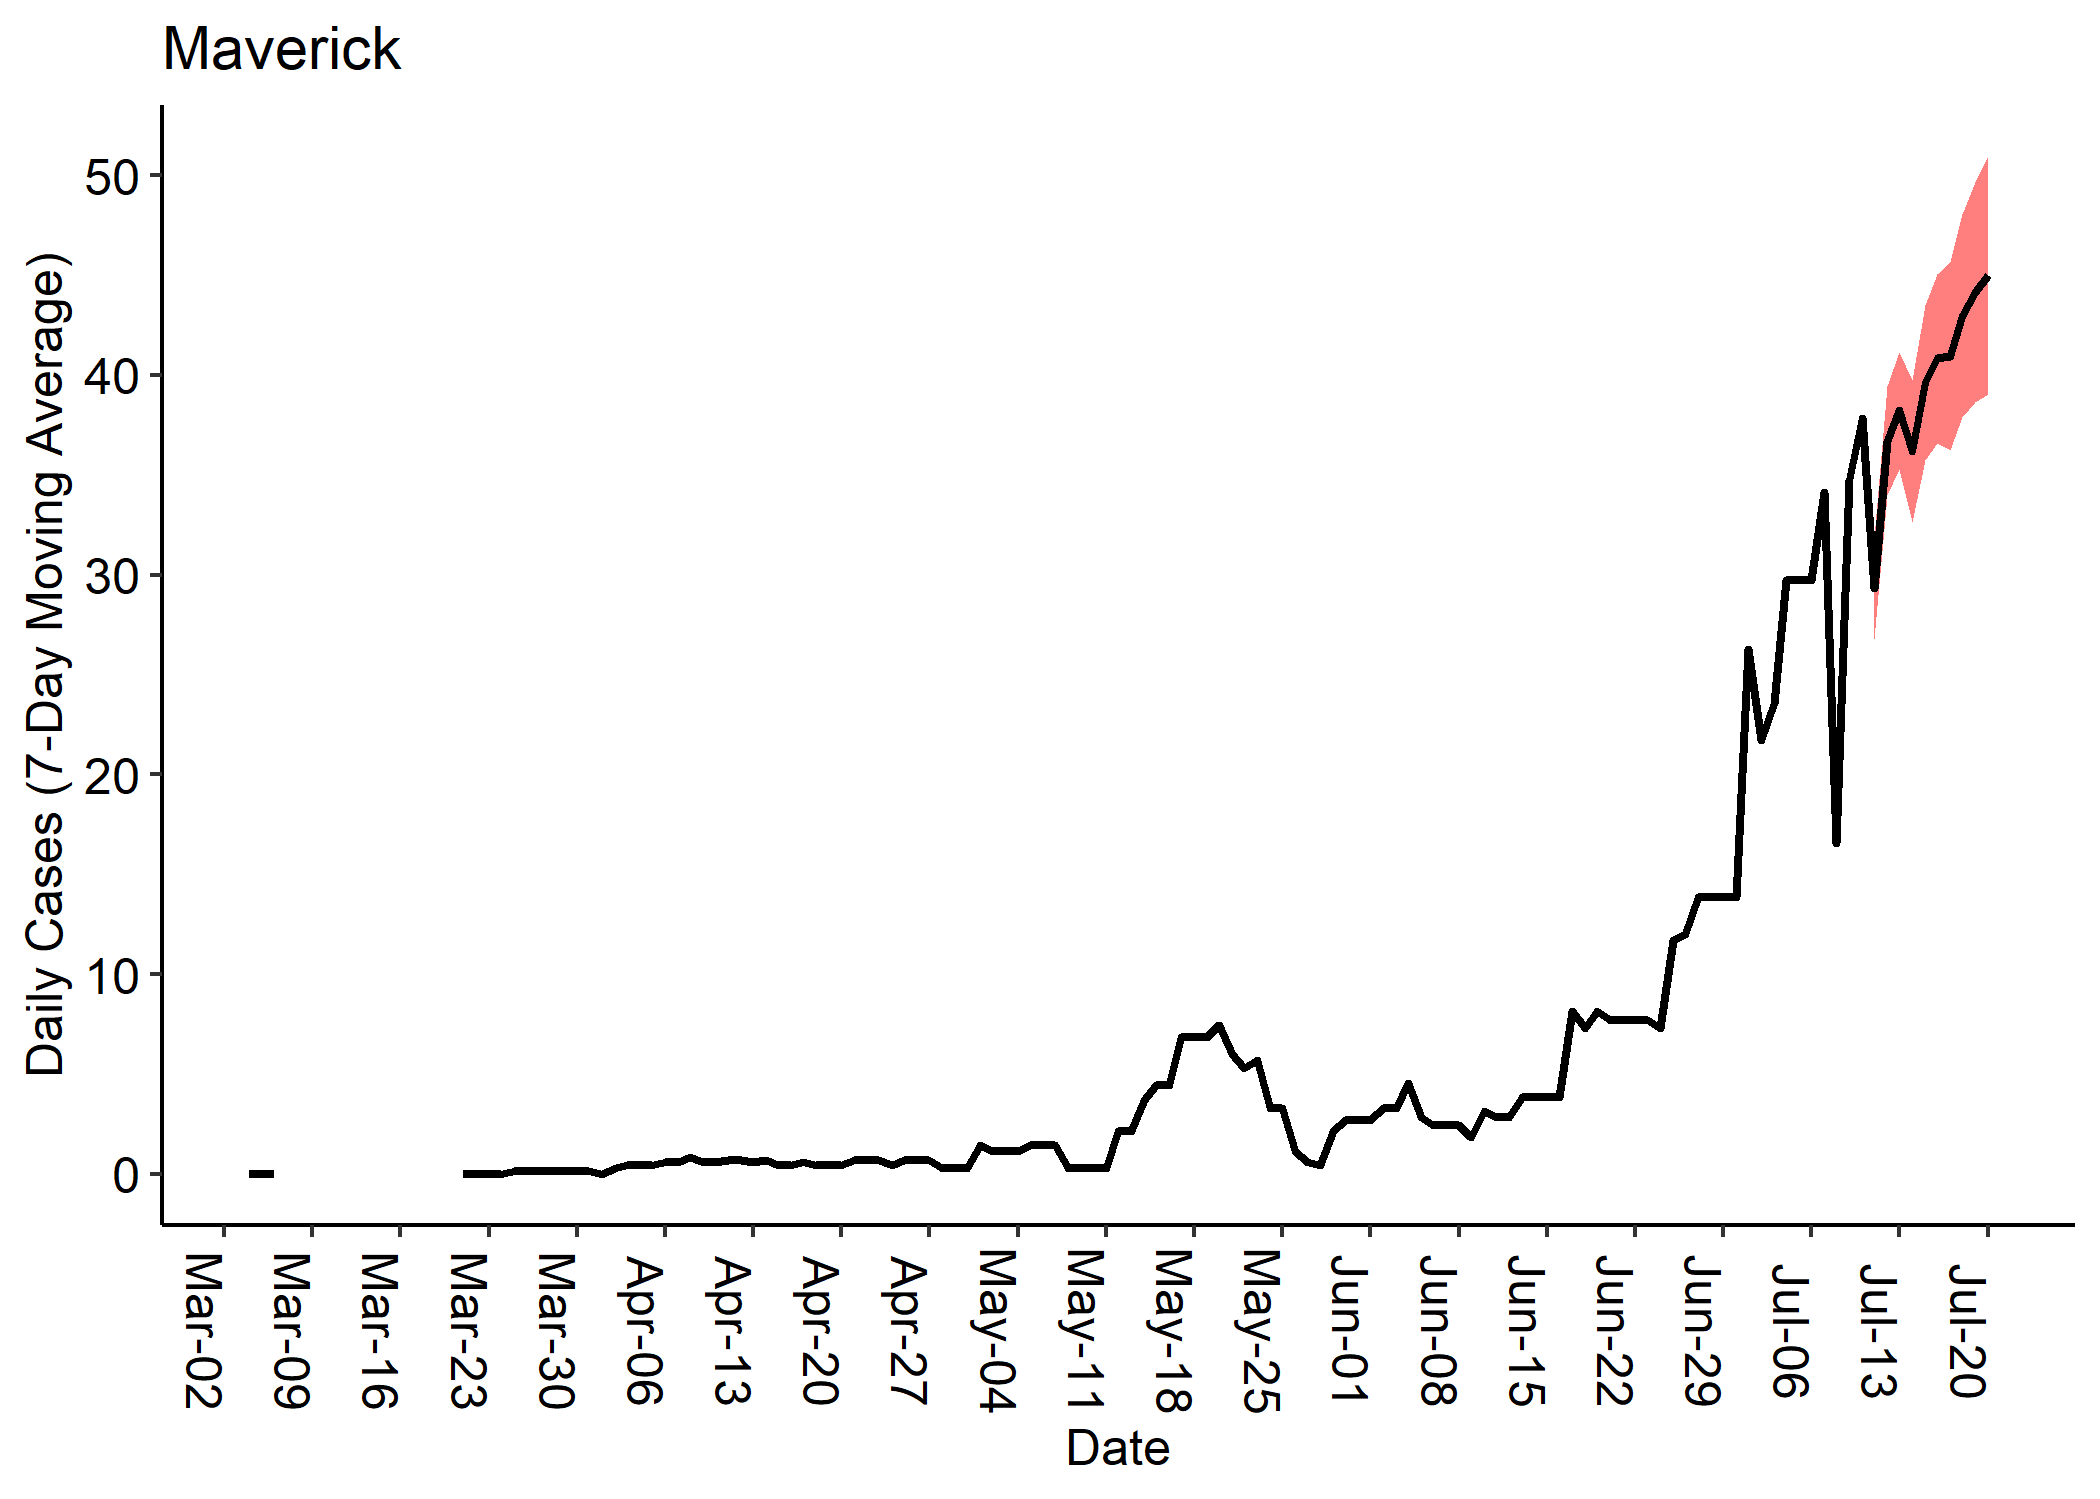 Maverick
Daily Cases (7-Day Moving Average)
50
40
30
20
10
0
Mar-02
Mar-09
Mar-16
Mar-23
Mar-30
Apr-06
Apr-13
Apr-20
Apr-27
May-04
May-11
May-18
May-25
Jun-01
Jun-08
Jun-15
Jun-22
Jun-29
Jul-06
Jul-13
Jul-20
Date